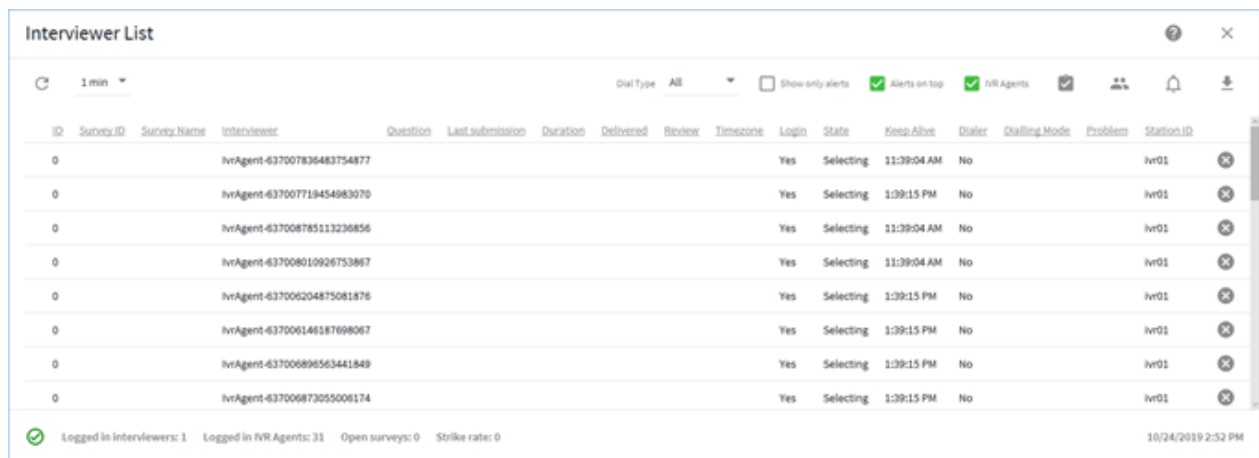 Interviewer List
1 min Dial Type All Show only alerts Alerts on top IVR Agents
ID Survey ID Survey Name Interviewer Question Last submission Duration Delivered Review Timezone Login State Keep Alive Dialer Dialling Mode Problem Station ID
0 IvrAgent-637007836483754877 Yes Selecting 11:39:04 AM No ivr01
0 IvrAgent-637007719454983070 Yes Selecting 1:39:15 PM No ivr01
0 IvrAgent-637008785113236856 Yes Selecting 11:39:04 AM No ivr01
0 IvrAgent-637008010926753867 Yes Selecting 11:39:04 AM No ivr01
0 IvrAgent-637006204875081876 Yes Selecting 1:39:15 PM No ivr01
0 IvrAgent-637006146187698067 Yes Selecting 1:39:15 PM No ivr01
0 IvrAgent-637006896563441849 Yes Selecting 1:39:15 PM No ivr01
0 IvrAgent-637006873055006174 Yes Selecting 1:39:15 PM No ivr01
Logged in interviewers: 1 Logged in IVR Agents: 31 Open surveys: 0 Strike rate: 0 10/24/2019 2:52 PM